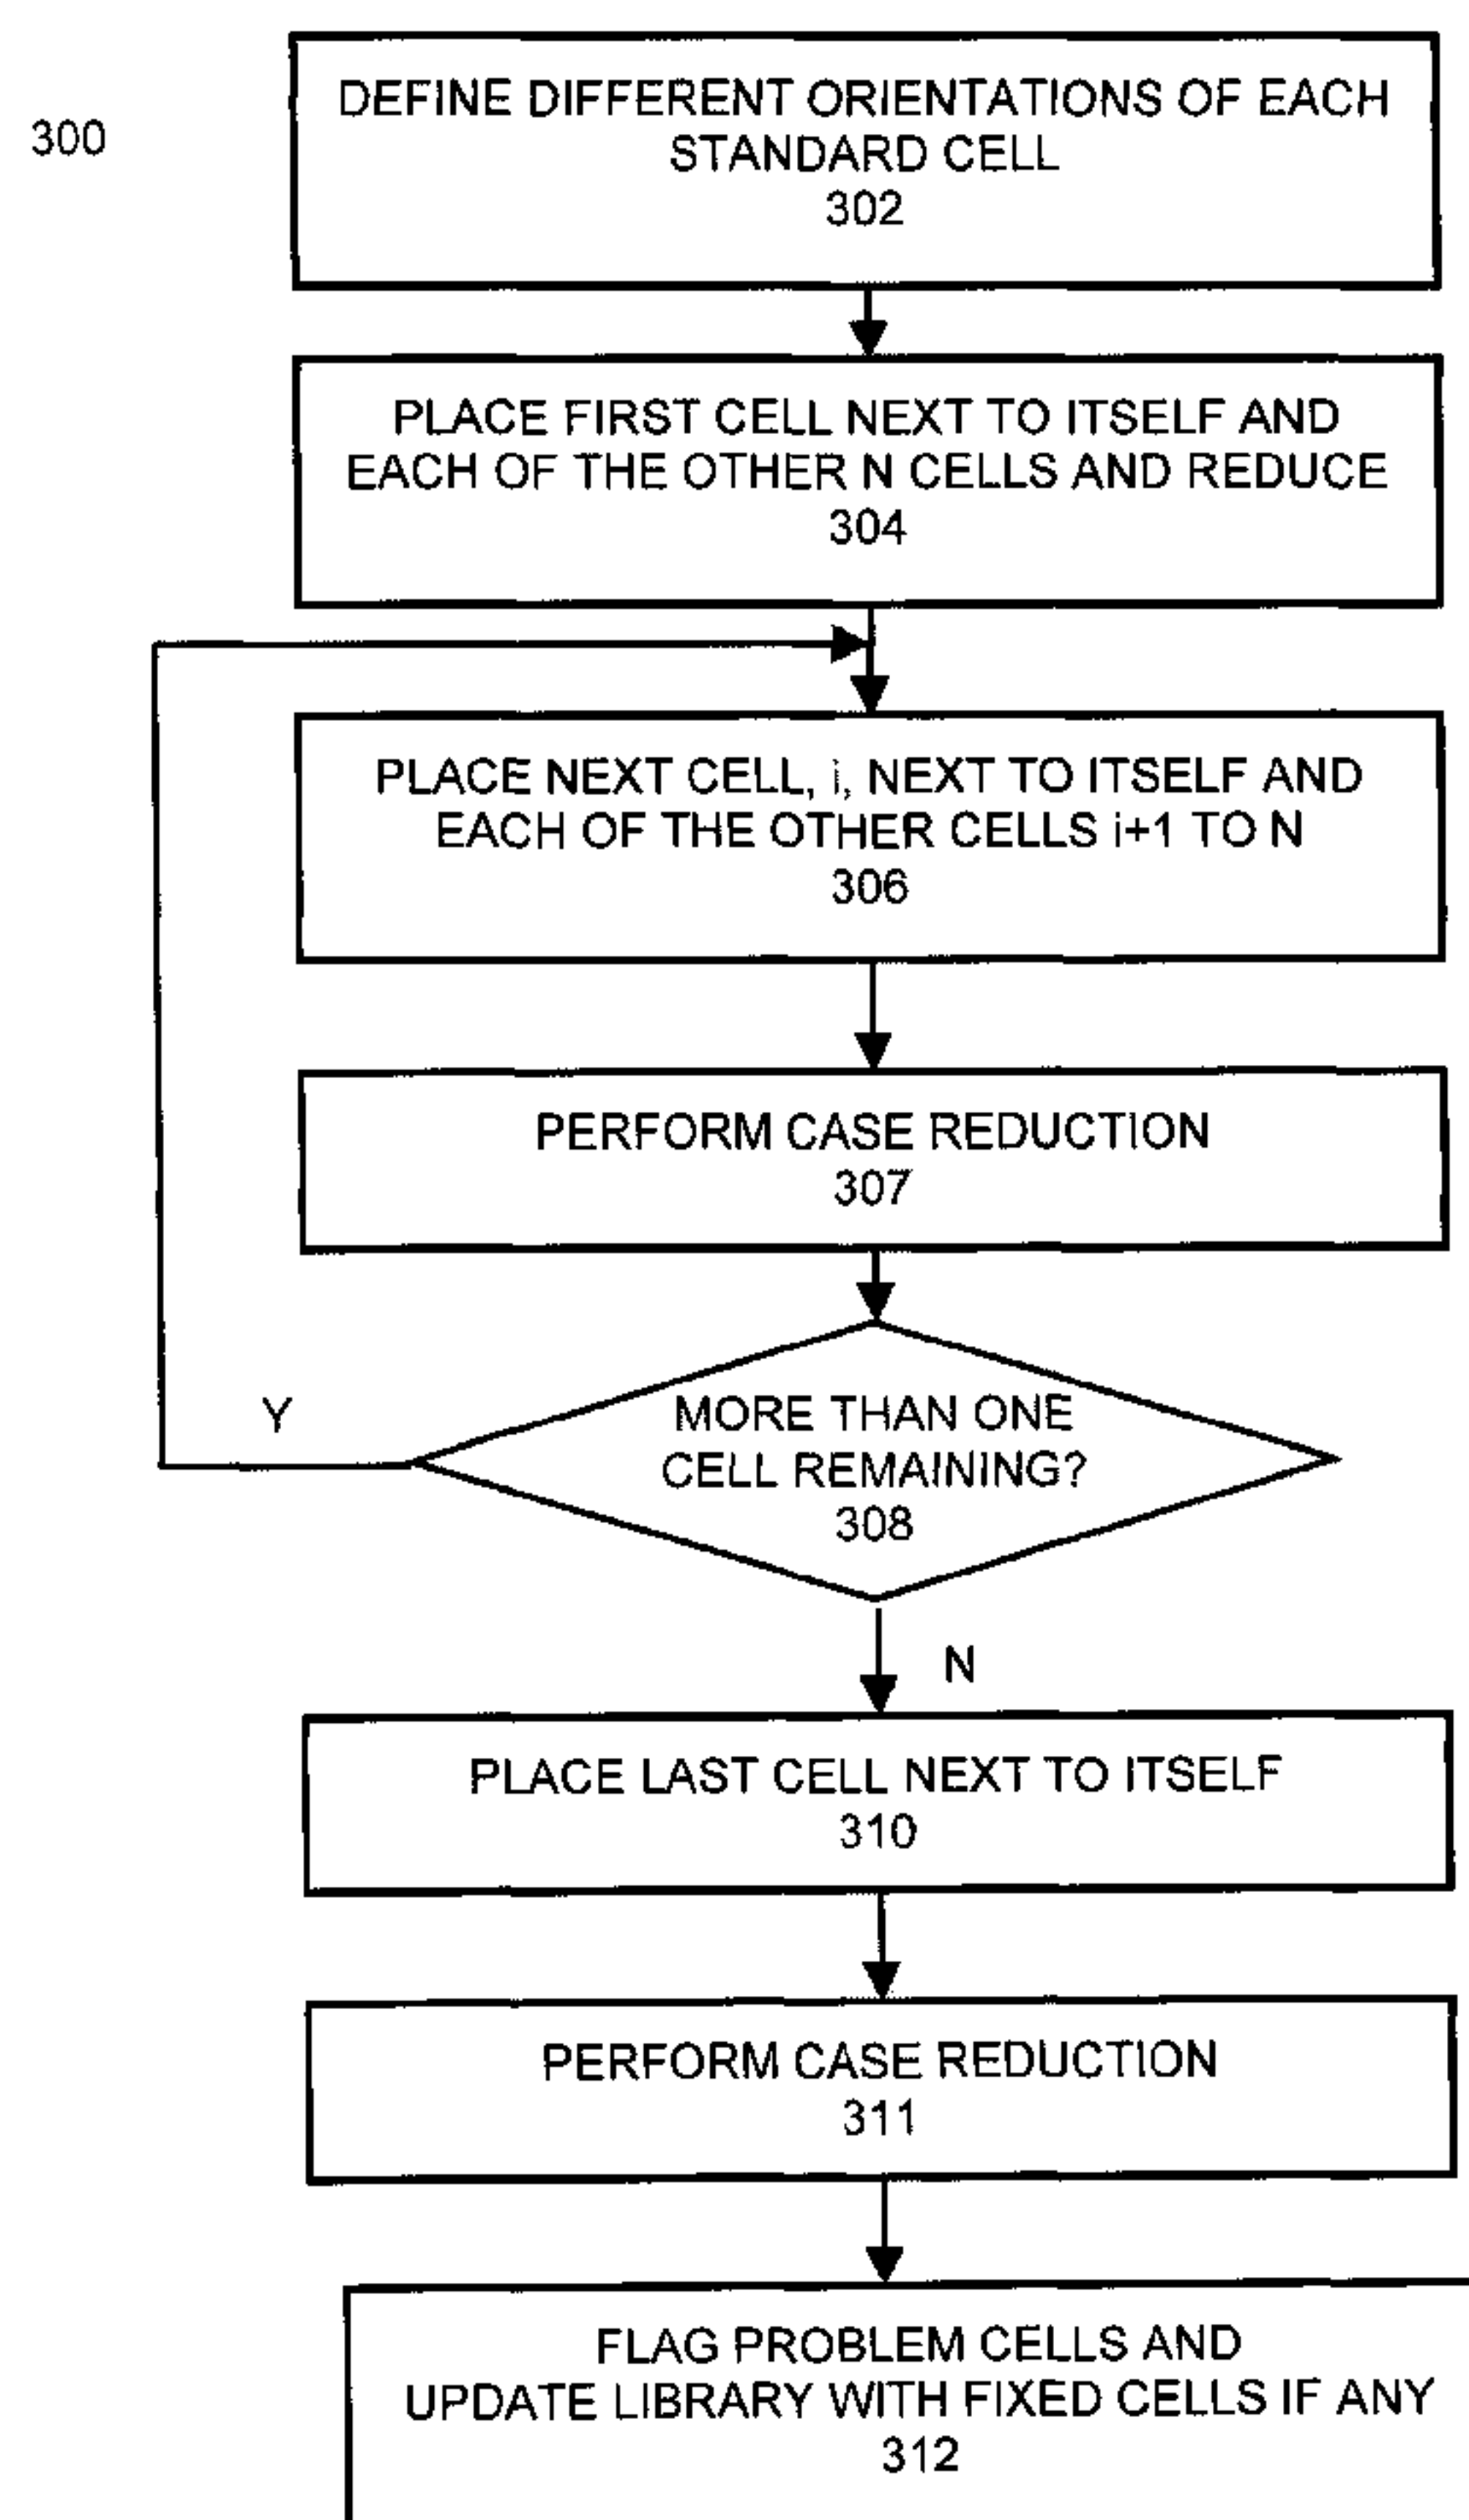 300
DEFINE DIFFERENT ORIENTATIONS OF EACH
STANDARD CELL
302
PLACE FIRST CELL NEXT TO ITSELF AND
EACH OF THE OTHER N CELLS AND REDUCE
304
PLACE NEXT CELL, i, NEXT TO ITSELF AND
EACH OF THE OTHER CELLS i+1 TO N
306
PERFORM CASE REDUCTION
307
MORE THAN ONE
CELL REMAINING?
308
Y
N
PLACE LAST CELL NEXT TO ITSELF
310
PERFORM CASE REDUCTION
311
FLAG PROBLEM CELLS AND
UPDATE LIBRARY WITH FIXED CELLS IF ANY
312